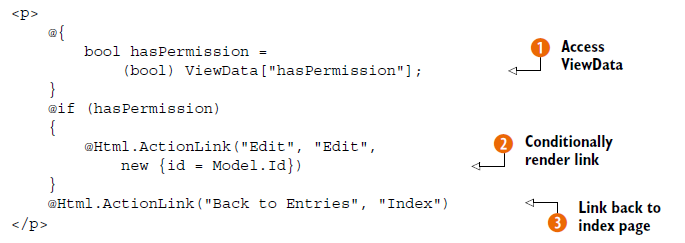 <p>
@{
bool hasPermission =
(bool) ViewData["hasPermission"];
}
@if (hasPermission)
{
@Html.ActionLink("Edit", "Edit",
new {id = Model.Id})
}
@Html.ActionLink("Back to Entries", "Index")
</p>
1 Access
ViewData
2 Conditionally
render link
3 Link back to
index page